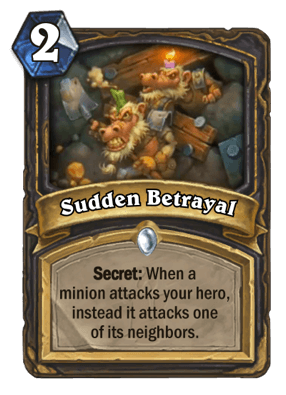 2
Sudden Betrayal
Secret: When a
minion attacks your hero,
instead it attacks one
of its neighbors.